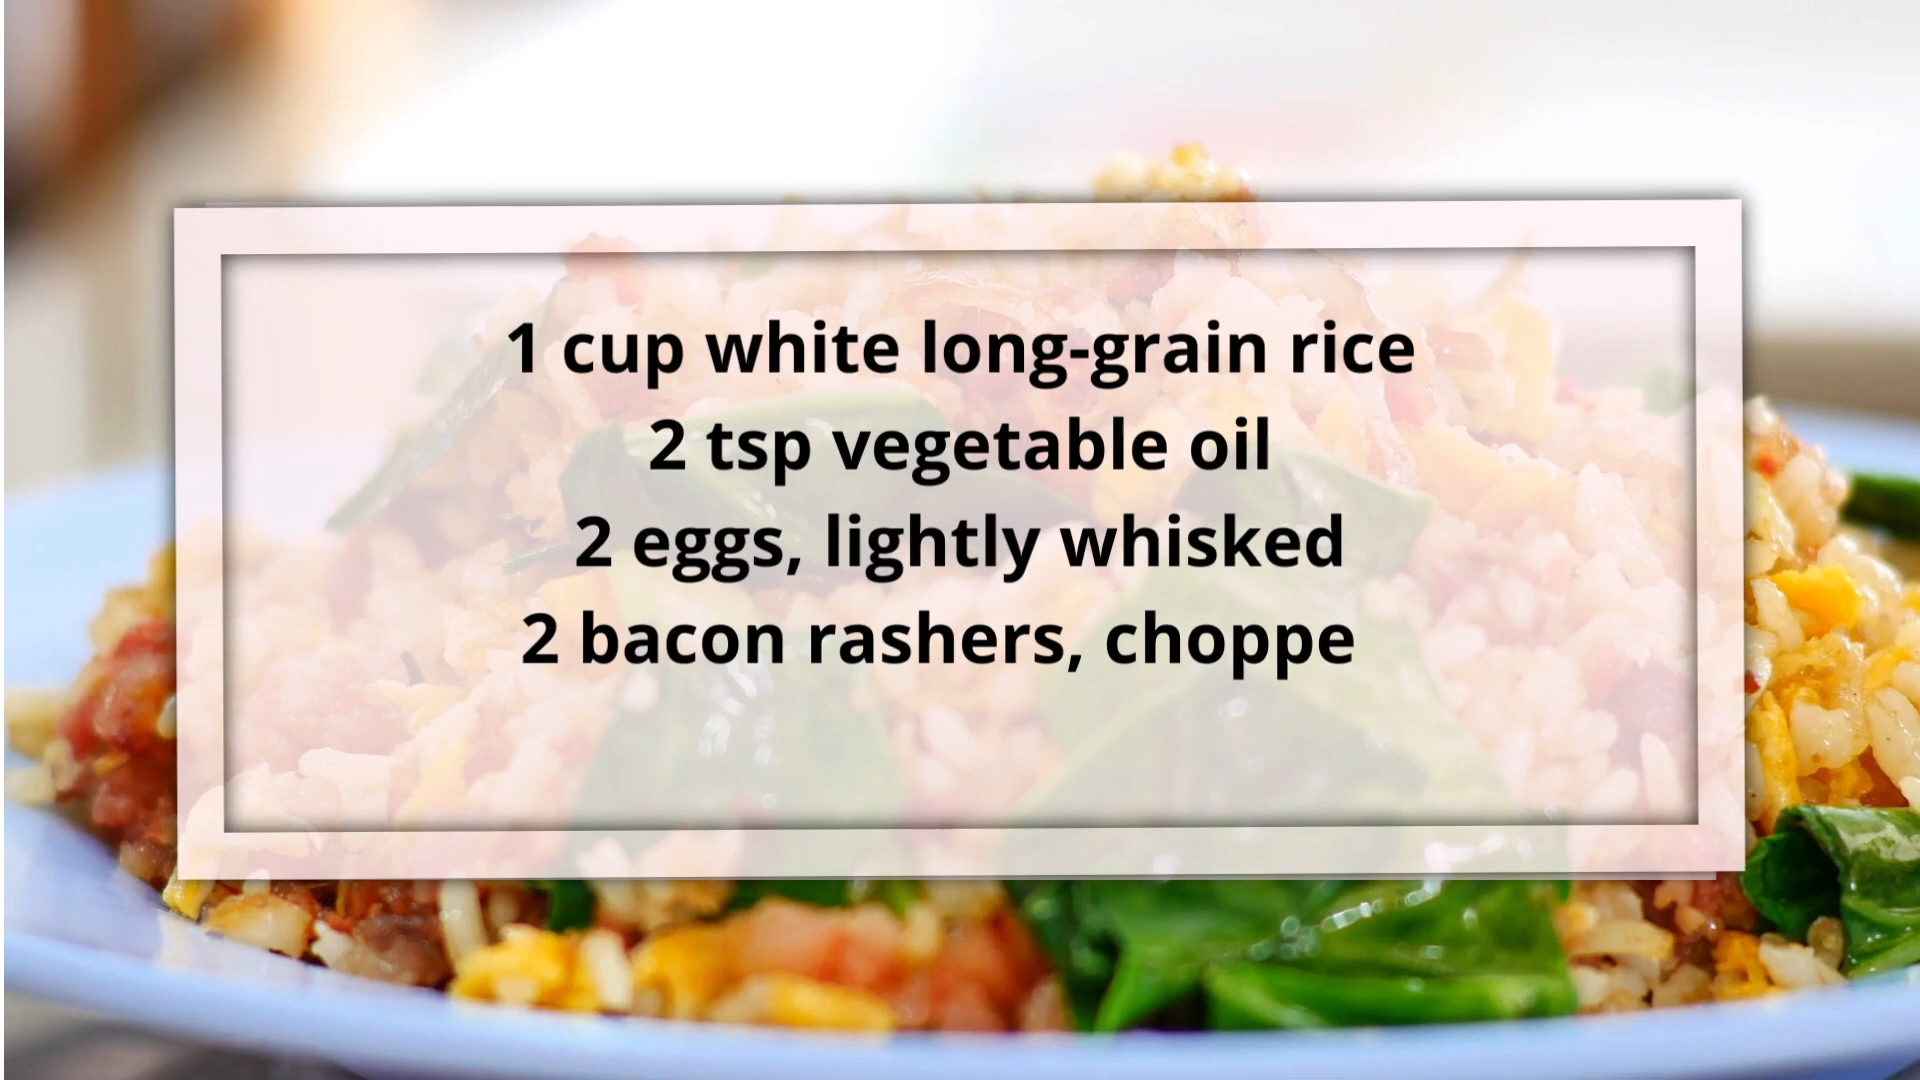 1 cup white long-grain rice
2 tsp vegetable oil
2 eggs, lightly whisked
2 bacon rashers, choppe